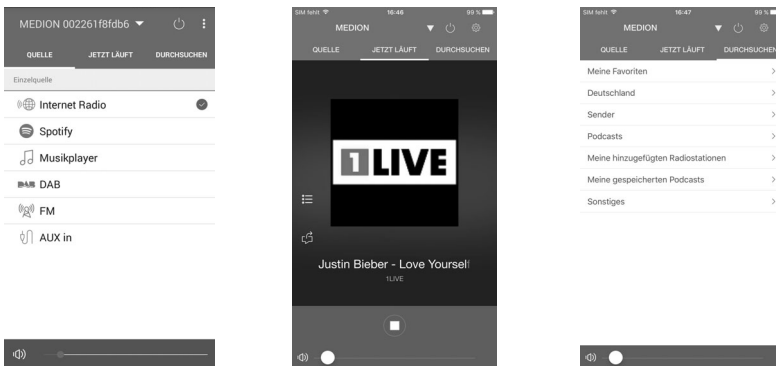 MEDION 002261f8fdb6
QUELLE JETZT LÄUFT DURCHSUCHEN
Einzelquelle
Internet Radio
Spotify
Musikplayer
DAB DAB
FM
AUX in
SIM fehlt 16:46 99 %
MEDION
QUELLE JETZT LÄUFT DURCHSUCHEN
1LIVE
Justin Bieber - Love Yourself
1LIVE
SIM fehlt 16:47 99 %
MEDION
QUELLE JETZT LÄUFT DURCHSUCHEN
Meine Favoriten
Deutschland
Sender
Podcasts
Meine hinzugefügten Radiostationen
Meine gespeicherten Podcasts
Sonstiges